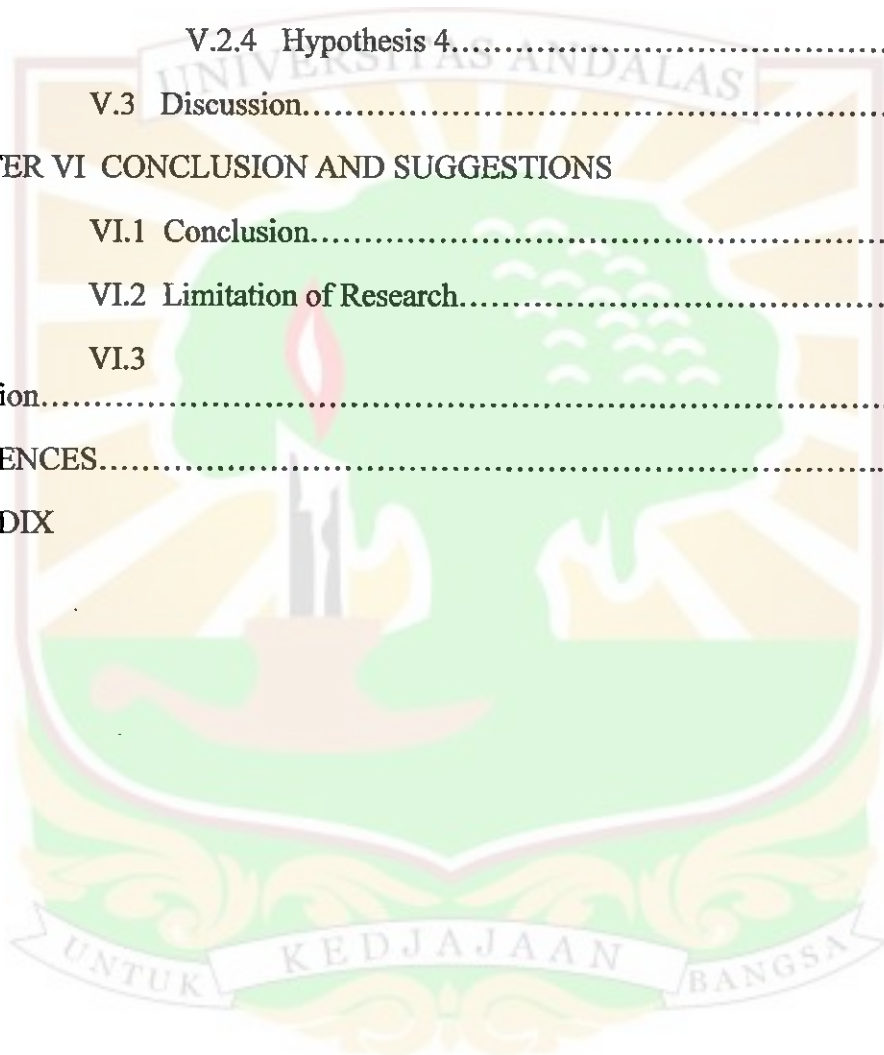 V.2.4 Hypothesis 4..........................................
UNIVERSITAS ANDALAS
V.3 Discussion..........................................................
TER VI CONCLUSION AND SUGGESTIONS
VI.1 Conclusion..........................................................
VI.2 Limitation of Research..........................................
VI.3
ion....................................................................................
ENCES..........................................................................
DIX
UNTUK KEDJAJAAN BANGSA